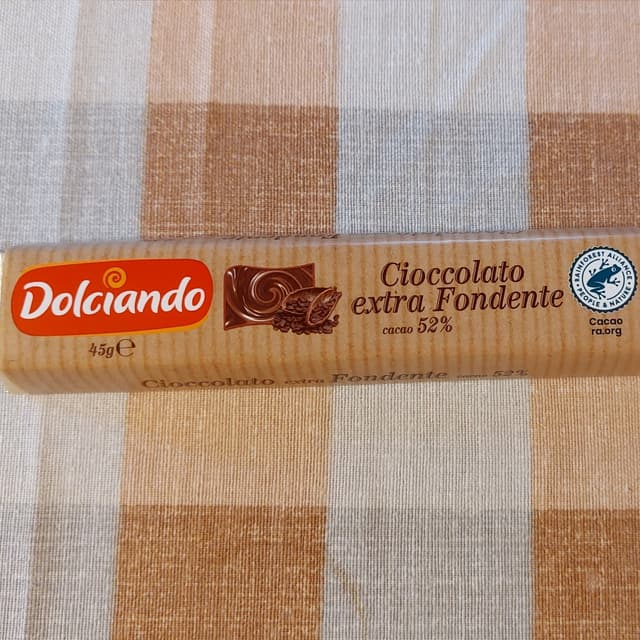 Dolciando
45g℮
Cioccolato
extra Fondente
cacao 52%
RAINFOREST ALLIANCE
PEOPLE & NATURE
Cacao
ra.org
Cioccolato extra Fondente cacao 52%